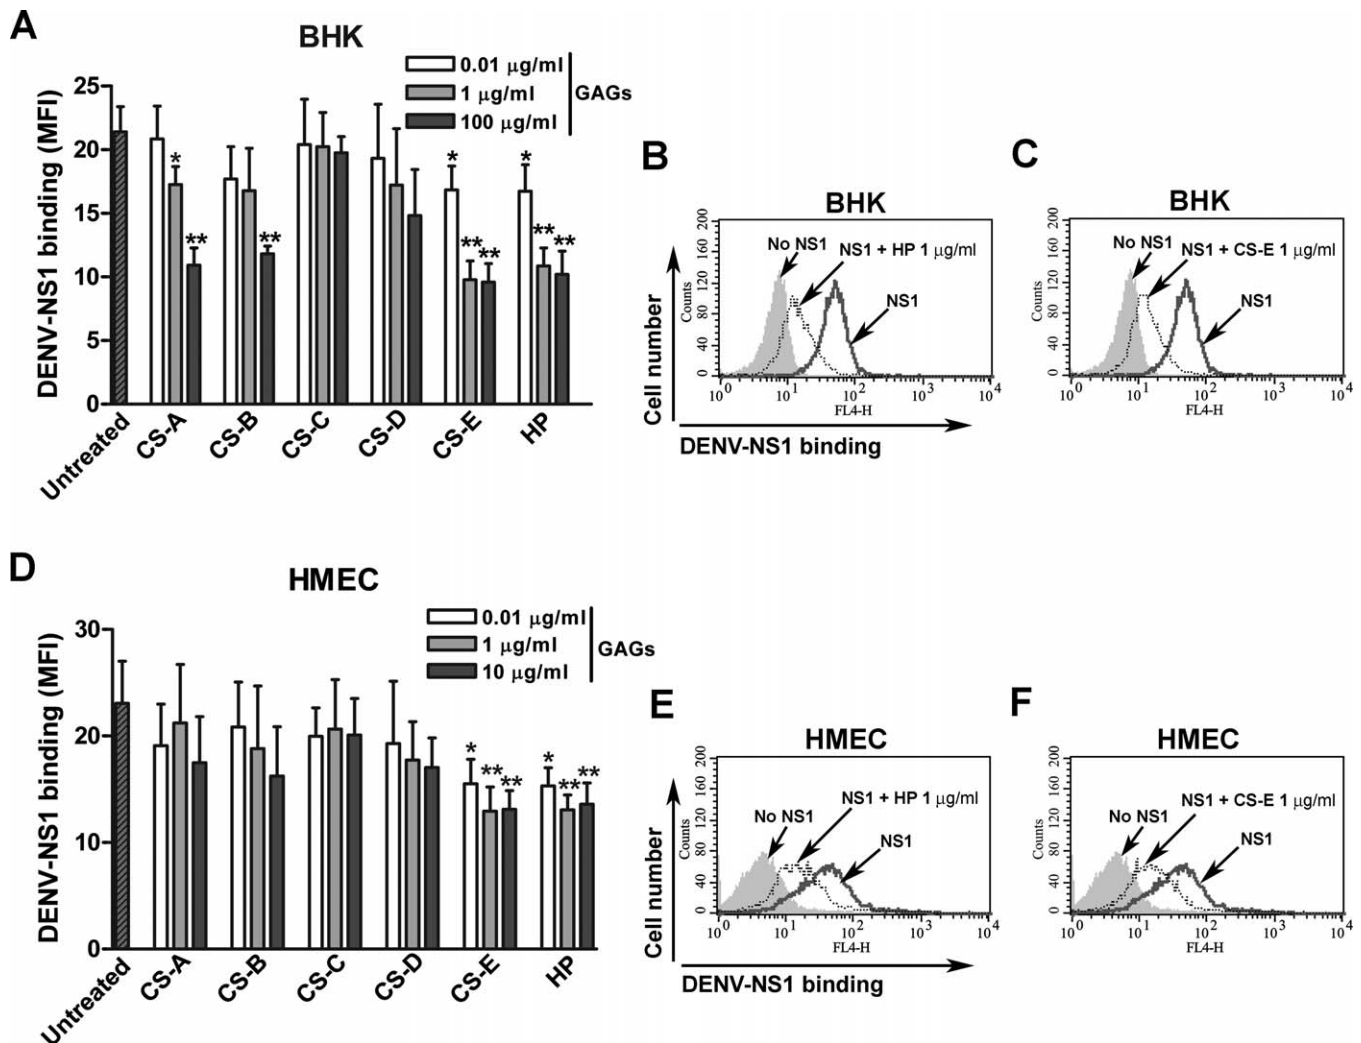 A
BHK
0.01 µg/ml
1 µg/ml
100 µg/ml
GAGs
DENV-NS1 binding (MFI)
25
20
15
10
5
0
*
**
**
*
**
**
*
**
**
Untreated
CS-A
CS-B
CS-C
CS-D
CS-E
HP
B
BHK
No NS1
NS1 + HP 1 µg/ml
NS1
Cell number
Counts
200
160
120
80
40
0
10^0
10^1
10^2
10^3
10^4
FL4-H
DENV-NS1 binding
C
BHK
No NS1
NS1 + CS-E 1 µg/ml
NS1
Counts
200
160
120
80
40
0
10^0
10^1
10^2
10^3
10^4
FL4-H
D
HMEC
0.01 µg/ml
1 µg/ml
10 µg/ml
GAGs
DENV-NS1 binding (MFI)
30
20
10
0
*
**
**
*
**
**
Untreated
CS-A
CS-B
CS-C
CS-D
CS-E
HP
E
HMEC
No NS1
NS1 + HP 1 µg/ml
NS1
Cell number
Counts
200
160
120
80
40
0
10^0
10^1
10^2
10^3
10^4
FL4-H
DENV-NS1 binding
F
HMEC
No NS1
NS1 + CS-E 1 µg/ml
NS1
Counts
200
160
120
80
40
0
10^0
10^1
10^2
10^3
10^4
FL4-H